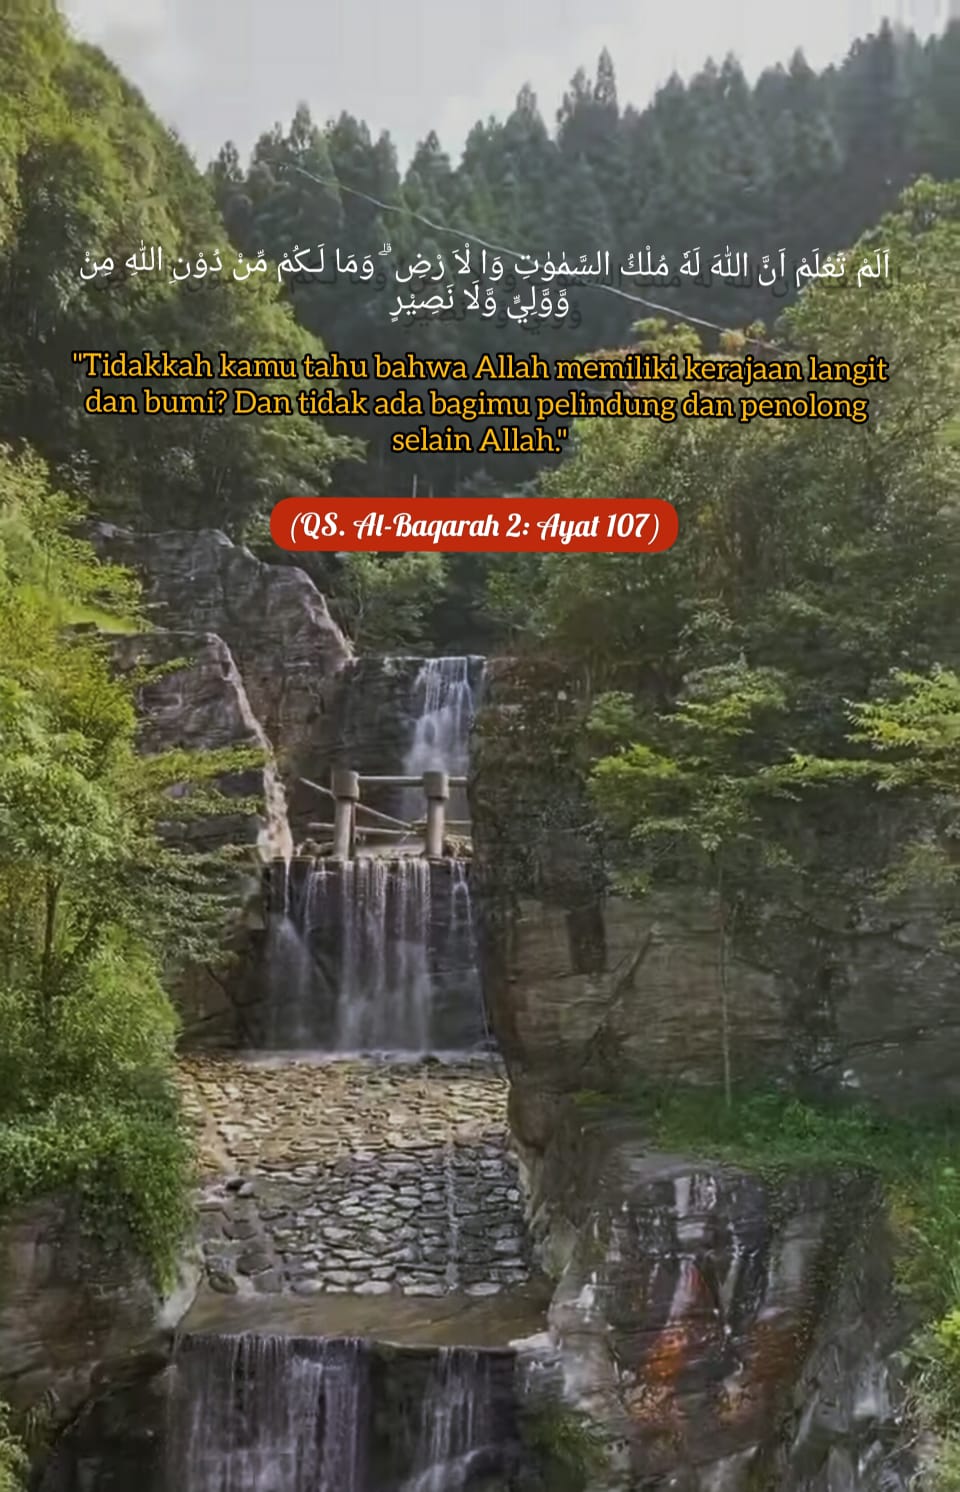 اَلَمْ تَعْلَمْ اَنَّ اللّٰهَ لَهٗ مُلْكُ السَّمٰوٰتِ وَا لْاَ رْضِ ۗ وَمَا لَـكُمْ مِّنْ دُوْنِ اللّٰهِ مِنْ
وَّوَّلِيٍّ وَّلَا نَصِيْرٍ
"Tidakkah kamu tahu bahwa Allah memiliki kerajaan langit
dan bumi? Dan tidak ada bagimu pelindung dan penolong
selain Allah."
(QS. Al-Baqarah 2: Ayat 107)